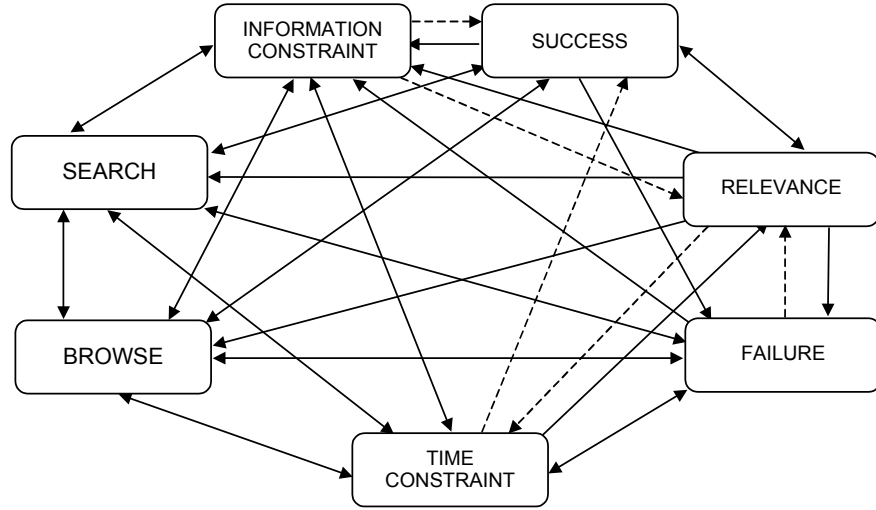 INFORMATION
CONSTRAINT
SUCCESS
SEARCH
RELEVANCE
BROWSE
FAILURE
TIME
CONSTRAINT